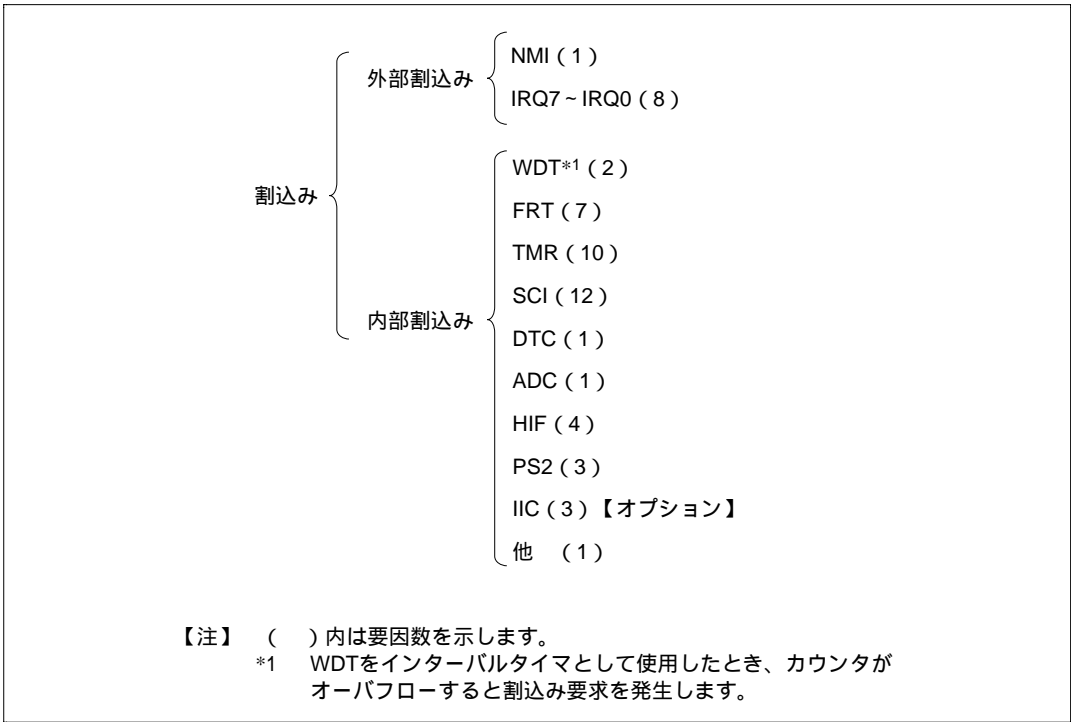 割込み
外部割込み
NMI(1)
IRQ7~IRQ0(8)
内部割込み
WDT*1(2)
FRT(7)
TMR(10)
SCI(12)
DTC(1)
ADC(1)
HIF(4)
PS2(3)
IIC(3)【オプション】
他 (1)
【注】 ( )内は要因数を示します。
*1 WDTをインターバルタイマとして使用したとき、カウンタが
オーバフローすると割込み要求を発生します。